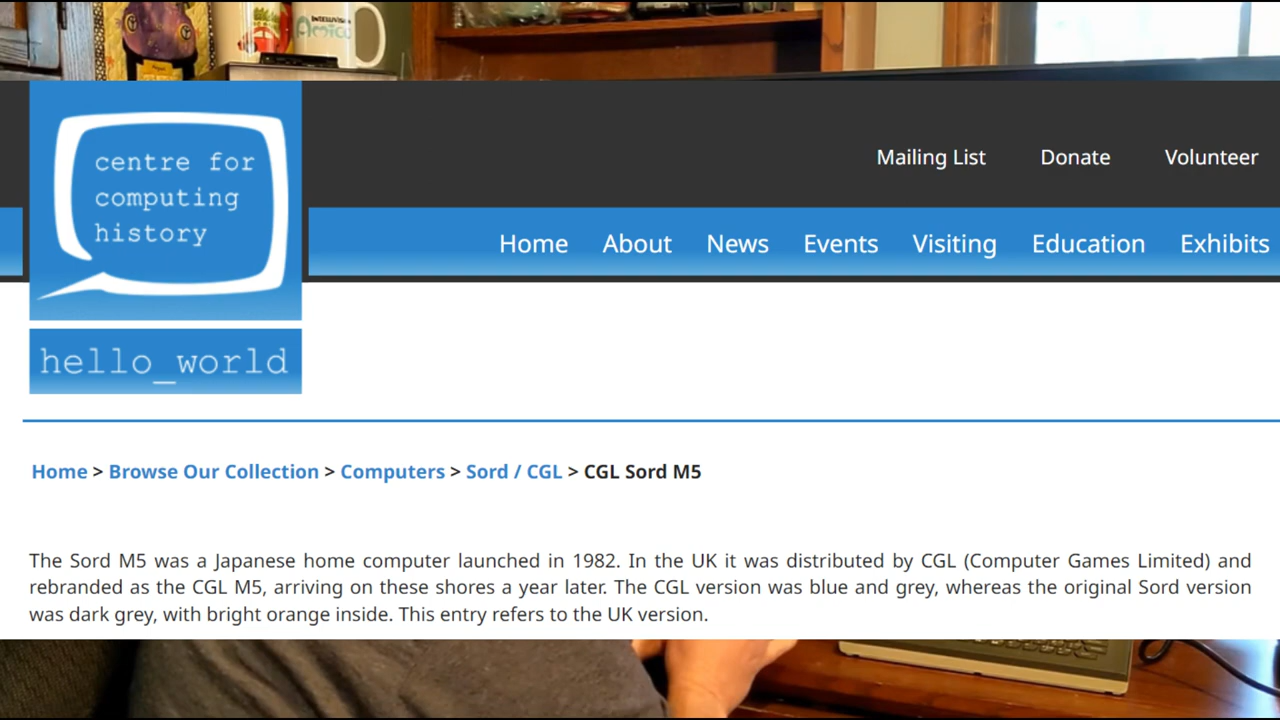 INTELLIVISION
Amico
centre for
computing
history
Mailing List Donate Volunteer
Home About News Events Visiting Education Exhibits
hello_world
Home > Browse Our Collection > Computers > Sord / CGL > CGL Sord M5
The Sord M5 was a Japanese home computer launched in 1982. In the UK it was distributed by CGL (Computer Games Limited) and
rebranded as the CGL M5, arriving on these shores a year later. The CGL version was blue and grey, whereas the original Sord version
was dark grey, with bright orange inside. This entry refers to the UK version.